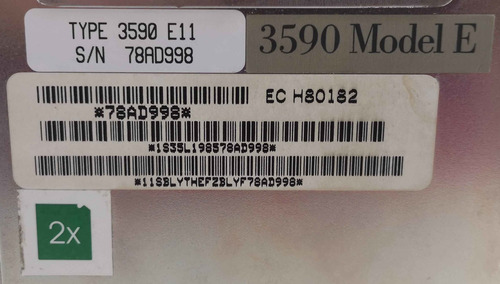 TYPE 3590 E11
S/N 78AD998
3590 Model E
EC H80182
*78AD998*
*1S35L198578AD998*
*11SBLYTHEFZBLYF78AD998*
2x